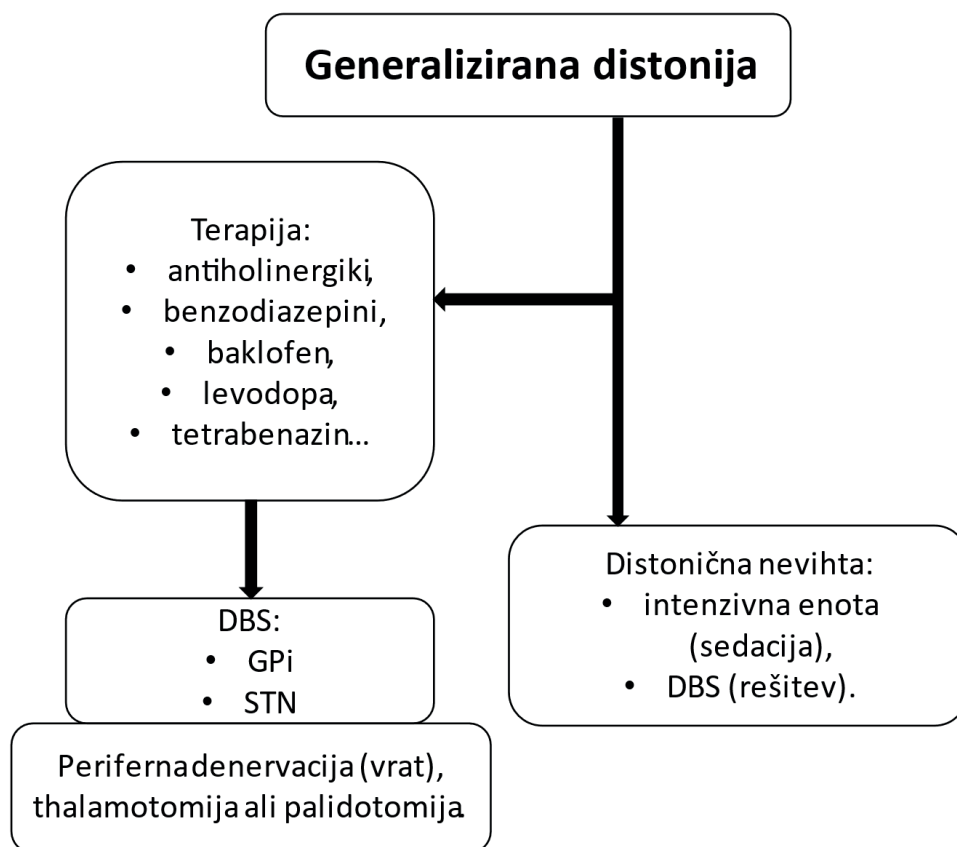 Generalizirana distonija
Terapija:
• antiholinergiki,
• benzodiazepini,
• baklofen,
• levodopa,
• tetrabenazin...
DBS:
• GPi
• STN
Periferna denervacija (vrat),
thalamotomija ali palidotomija.
Distonična nevihta:
• intenzivna enota
(sedacija),
• DBS (rešitev).